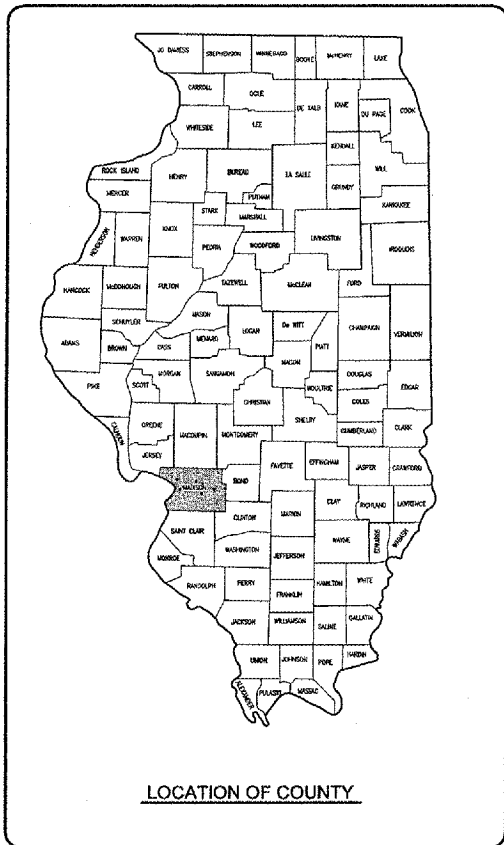 JO DAVIESS STEPHENSON WINNEBAGO BOONE McHENRY LAKE
CARROLL OGLE DE KALB KANE DU PAGE COOK
WHITESIDE LEE KENDALL
ROCK ISLAND HENRY BUREAU LA SALLE GRUNDY WILL
MERCER PUTNAM KANKAKEE
HENDERSON WARREN KNOX STARK MARSHALL LIVINGSTON IROQUOIS
PEORIA WOODFORD
HANCOCK McDONOUGH FULTON TAZEWELL McCLEAN FORD
SCHUYLER MASON LOGAN De WITT CHAMPAIGN VERMILION
ADAMS BROWN CASS MENARD MACON PIATT
PIKE SCOTT MORGAN SANGAMON MOULTRIE DOUGLAS EDGAR
CHRISTIAN COLES
CALHOUN GREENE MACOUPIN MONTGOMERY SHELBY CUMBERLAND CLARK
JERSEY FAYETTE EFFINGHAM JASPER CRAWFORD
MADISON BOND CLAY RICHLAND LAWRENCE
CLINTON MARION
SAINT CLAIR WAYNE EDWARDS WABASH
MONROE WASHINGTON JEFFERSON
RANDOLPH PERRY HAMILTON WHITE
FRANKLIN
JACKSON WILLIAMSON SALINE GALLATIN
UNION JOHNSON POPE HARDIN
ALEXANDER PULASKI MASSAC
LOCATION OF COUNTY